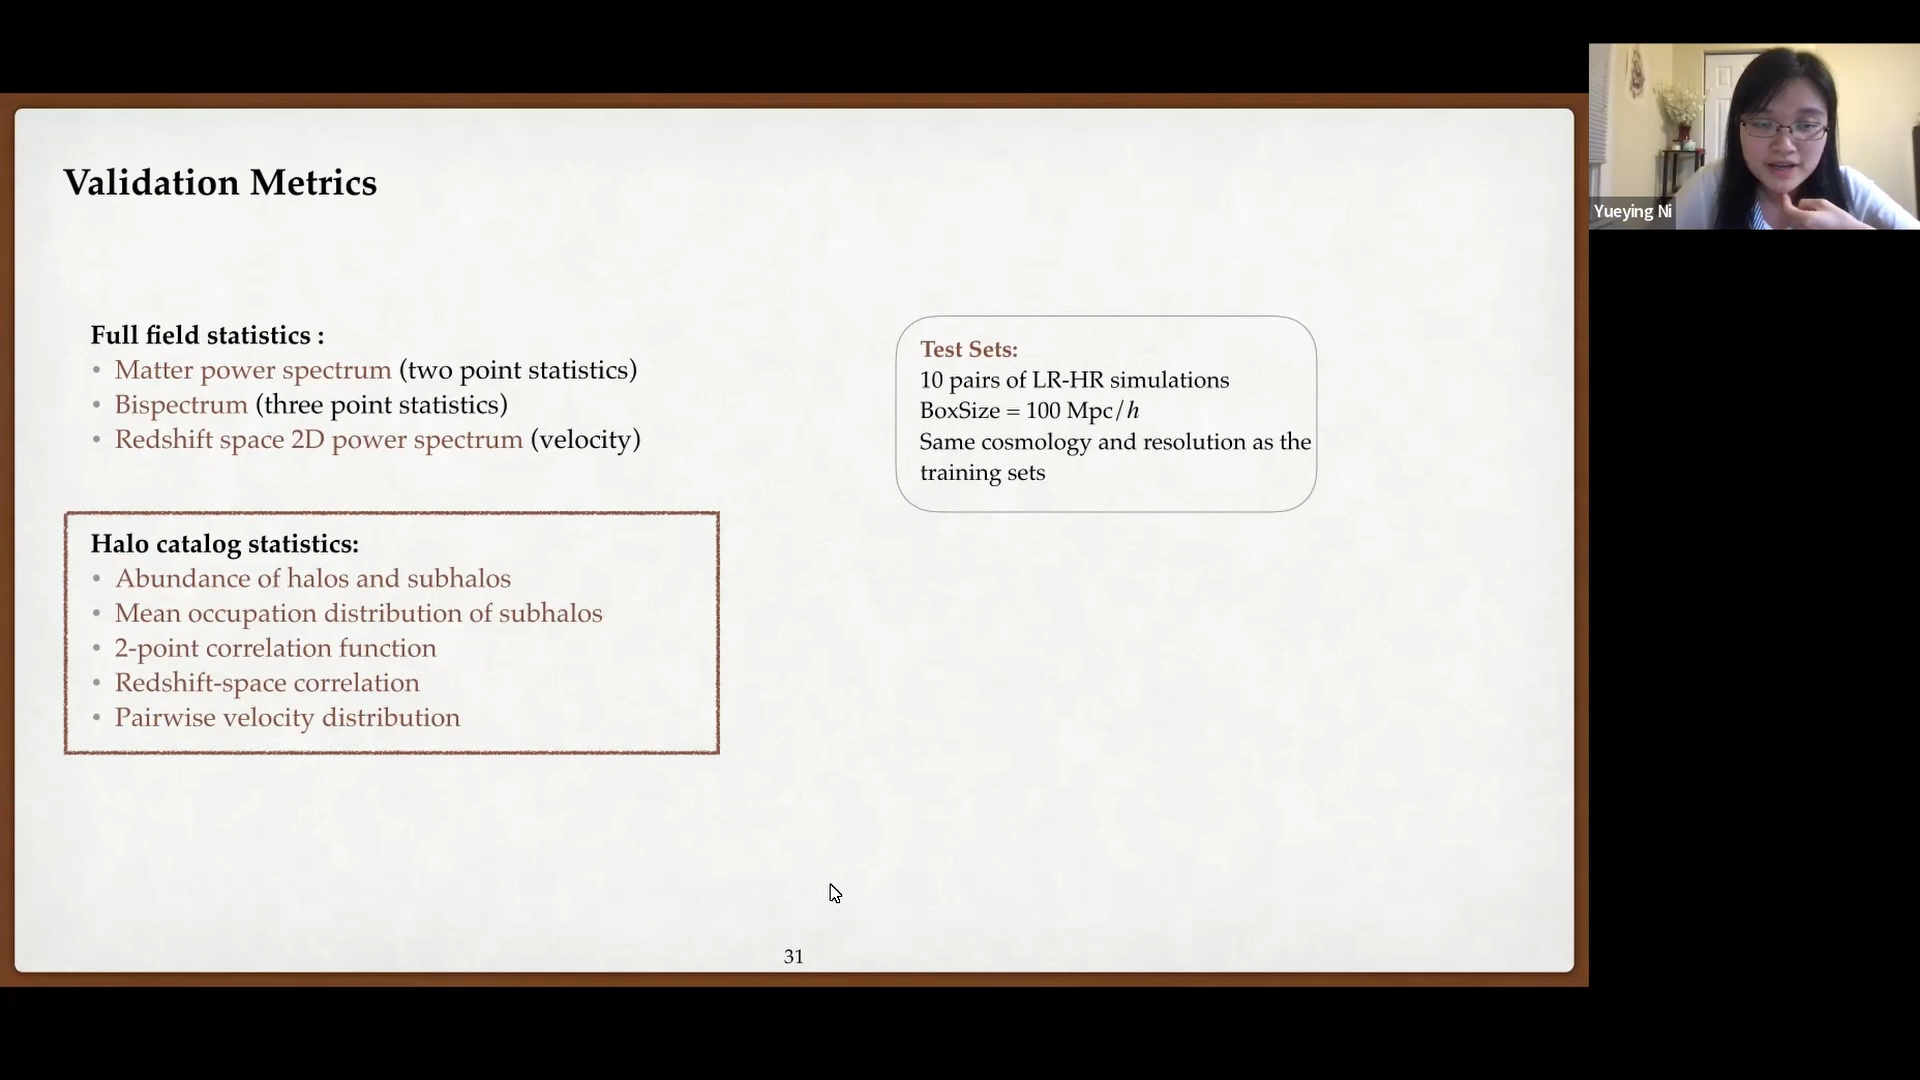 Validation Metrics
Full field statistics :
• Matter power spectrum (two point statistics)
• Bispectrum (three point statistics)
• Redshift space 2D power spectrum (velocity)
Halo catalog statistics:
• Abundance of halos and subhalos
• Mean occupation distribution of subhalos
• 2-point correlation function
• Redshift-space correlation
• Pairwise velocity distribution
Test Sets:
10 pairs of LR-HR simulations
BoxSize = 100 Mpc/h
Same cosmology and resolution as the
training sets
31
Yueying Ni